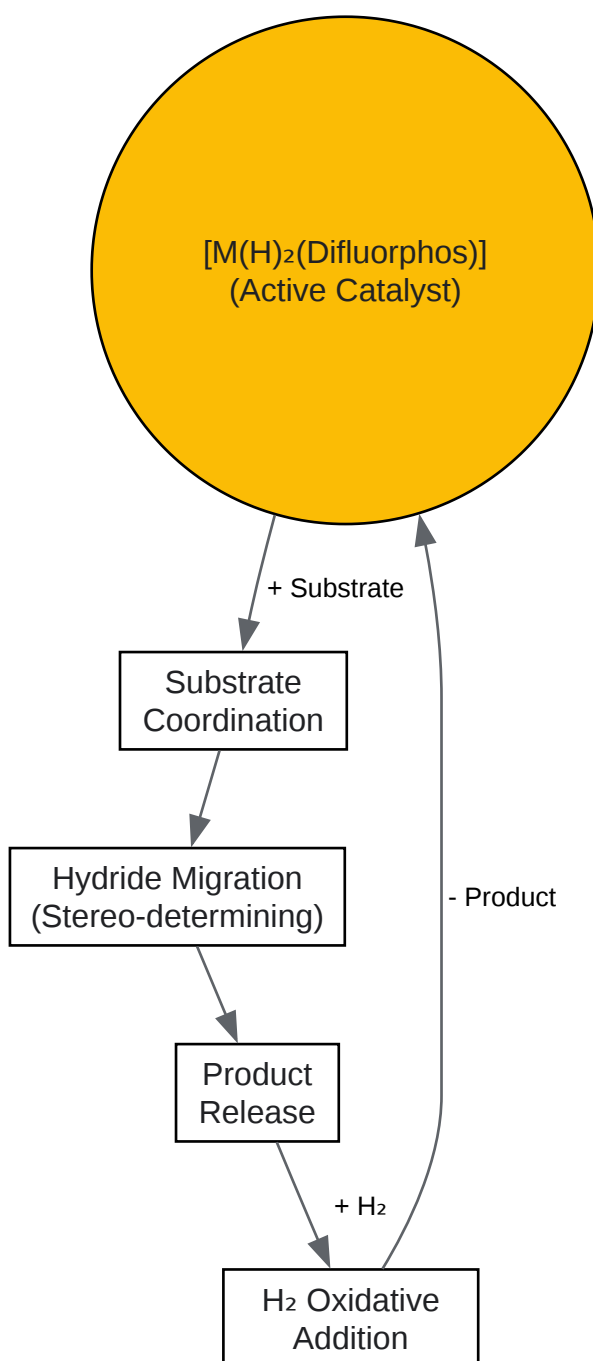 [M(H)₂(Difluorphos)]
(Active Catalyst)
+ Substrate
Substrate
Coordination
Hydride Migration
(Stereo-determining)
- Product
Product
Release
+ H₂
H₂ Oxidative
Addition